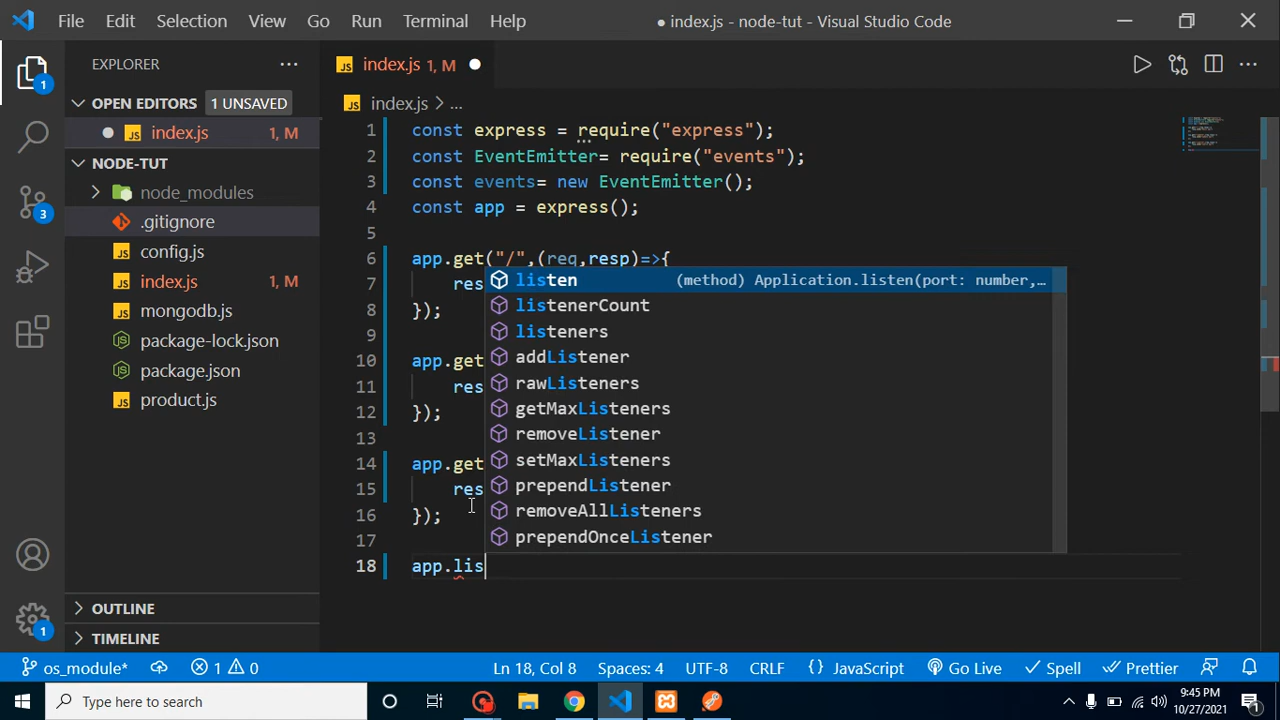 File Edit Selection View Go Run Terminal Help ● index.js - node-tut - Visual Studio Code
EXPLORER ...
index.js 1, M
OPEN EDITORS 1 UNSAVED
index.js > ...
index.js 1, M
NODE-TUT
node_modules
.gitignore
config.js
index.js 1, M
mongodb.js
package-lock.json
package.json
product.js
OUTLINE
TIMELINE
1
3
1
1 const express = require("express");
2 const EventEmitter= require("events");
3 const events= new EventEmitter();
4 const app = express();
5
6 app.get("/",(req,resp)=>{
7 res
8 });
9
10 app.get
11 res
12 });
13
14 app.get
15 res
16 });
17
18 app.lis
listen (method) Application.listen(port: number,...
listenerCount
listeners
addListener
rawListeners
getMaxListeners
removeListener
setMaxListeners
prependListener
removeAllListeners
prependOnceListener
os_module* 1 0 Ln 18, Col 8 Spaces: 4 UTF-8 CRLF {} JavaScript Go Live Spell Prettier
Type here to search
9:45 PM
10/27/2021
1